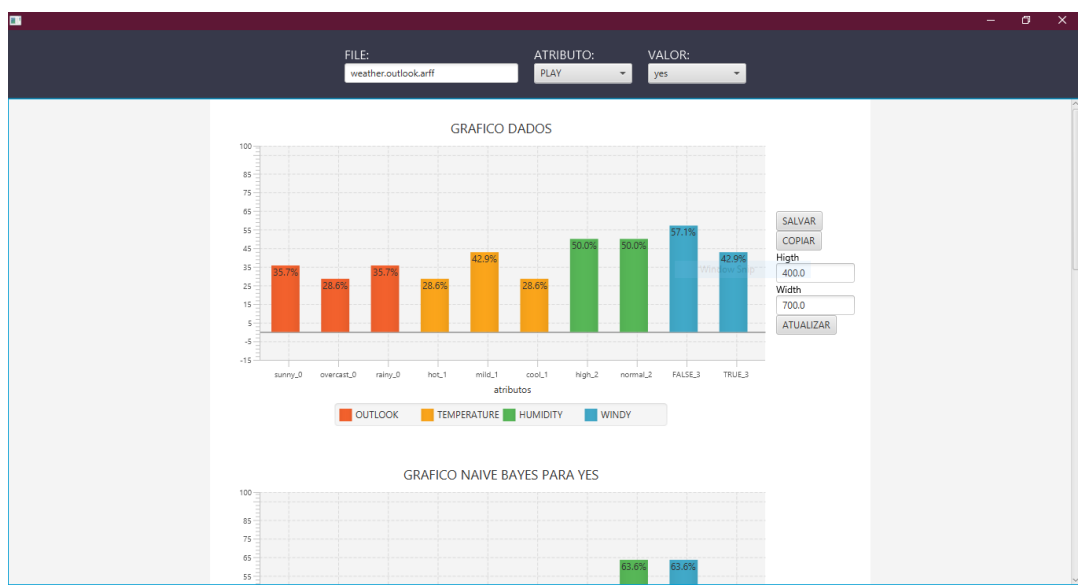 FILE: ATRIBUTO: VALOR:
weather.outlook.arff PLAY yes
GRAFICO DADOS
100
85
75
65
55
45
35
25
15
5
-5
-15
35.7% 28.6% 35.7% 28.6% 42.9% 28.6% 50.0% 50.0% 57.1% 42.9%
sunny_0 overcast_0 rainy_0 hot_1 mild_1 cool_1 high_2 normal_2 FALSE_3 TRUE_3
atributos
OUTLOOK TEMPERATURE HUMIDITY WINDY
SALVAR
COPIAR
Window Snip
Higth
400.0
Width
700.0
ATUALIZAR
GRAFICO NAIVE BAYES PARA YES
100
85
75
65
55
63.6% 63.6%